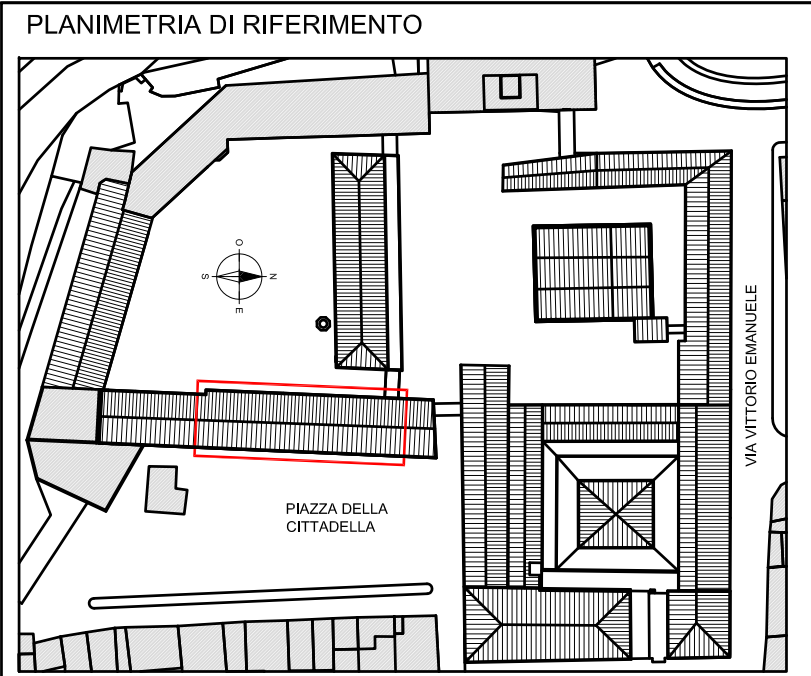 PLANIMETRIA DI RIFERIMENTO
O
S
N
E
VIA VITTORIO EMANUELE
PIAZZA DELLA
CITTADELLA